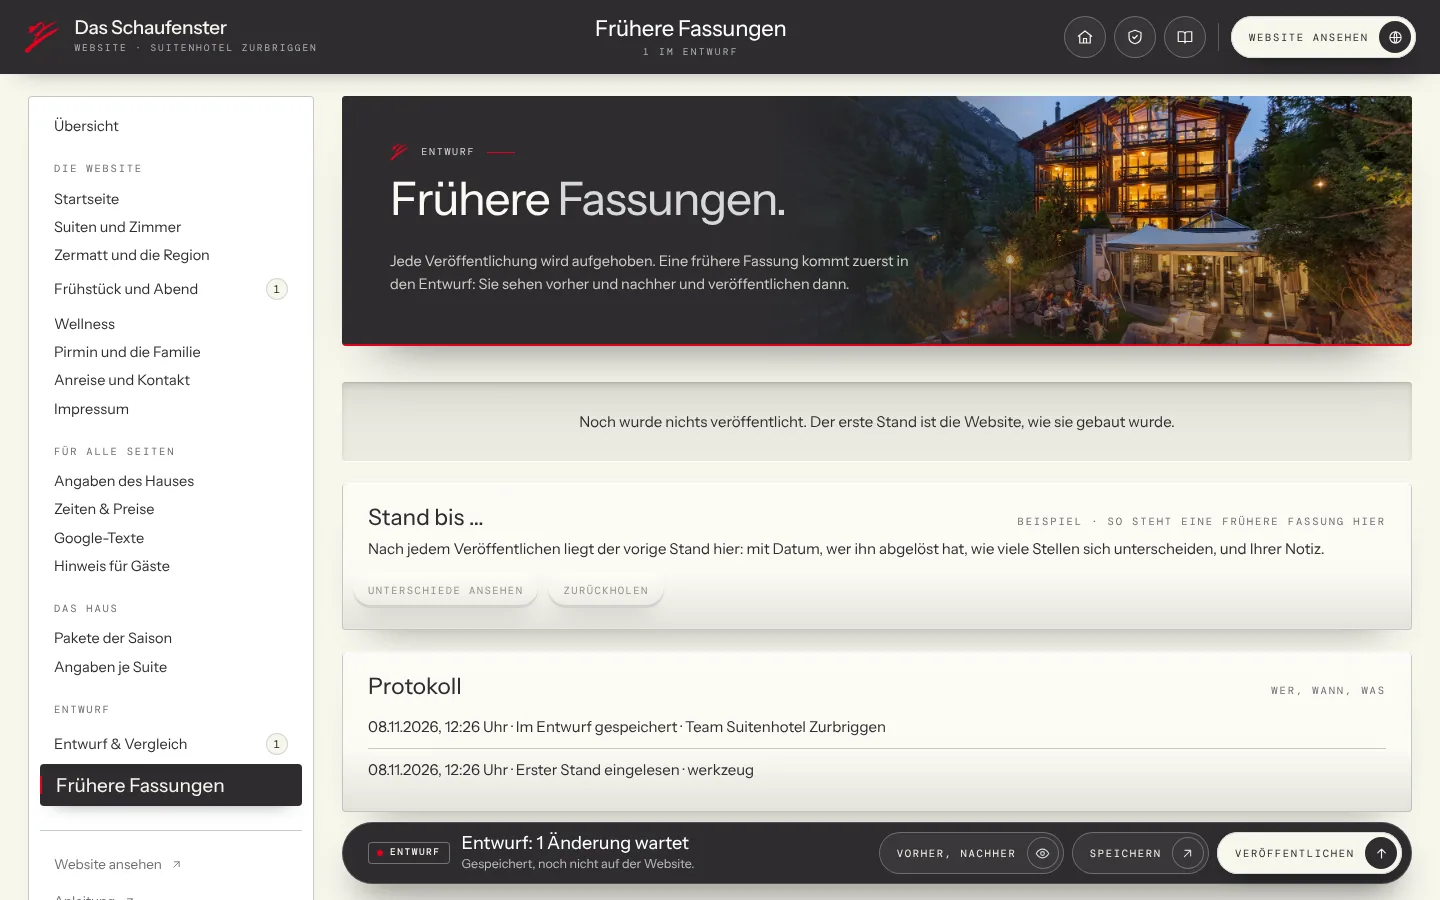 Das Schaufenster
WEBSITE · SUITENHOTEL ZURBRIGGEN
Frühere Fassungen
1 IM ENTWURF
WEBSITE ANSEHEN
Übersicht
DIE WEBSITE
Startseite
Suiten und Zimmer
Zermatt und die Region
Frühstück und Abend 1
Wellness
Pirmin und die Familie
Anreise und Kontakt
Impressum
FÜR ALLE SEITEN
Angaben des Hauses
Zeiten & Preise
Google-Texte
Hinweis für Gäste
DAS HAUS
Pakete der Saison
Angaben je Suite
ENTWURF
Entwurf & Vergleich 1
Frühere Fassungen
Website ansehen ↗
ENTWURF
Frühere Fassungen.
Jede Veröffentlichung wird aufgehoben. Eine frühere Fassung kommt zuerst in
den Entwurf: Sie sehen vorher und nachher und veröffentlichen dann.
Noch wurde nichts veröffentlicht. Der erste Stand ist die Website, wie sie gebaut wurde.
Stand bis ...
BEISPIEL · SO STEHT EINE FRÜHERE FASSUNG HIER
Nach jedem Veröffentlichen liegt der vorige Stand hier: mit Datum, wer ihn abgelöst hat, wie viele Stellen sich unterscheiden, und Ihrer Notiz.
UNTERSCHIEDE ANSEHEN
ZURÜCKHOLEN
Protokoll
WER, WANN, WAS
08.11.2026, 12:26 Uhr · Im Entwurf gespeichert · Team Suitenhotel Zurbriggen
08.11.2026, 12:26 Uhr · Erster Stand eingelesen · werkzeug
ENTWURF
Entwurf: 1 Änderung wartet
Gespeichert, noch nicht auf der Website.
VORHER, NACHHER
SPEICHERN
VERÖFFENTLICHEN